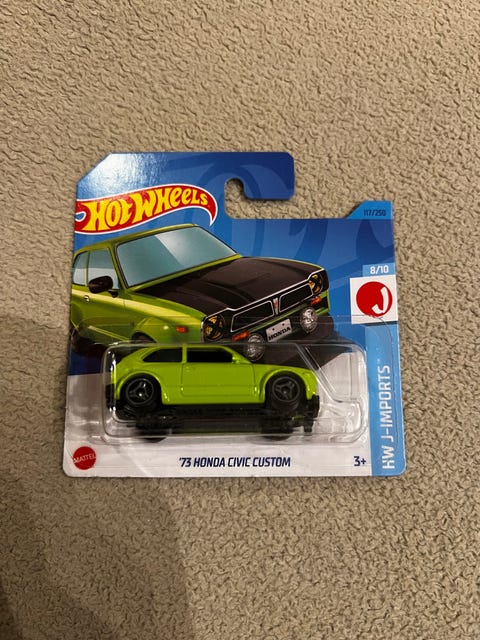 HOT WHEELS
117/250
8/10
J
HONDA
HW J-IMPORTS
MATTEL
'73 HONDA CIVIC CUSTOM
3+